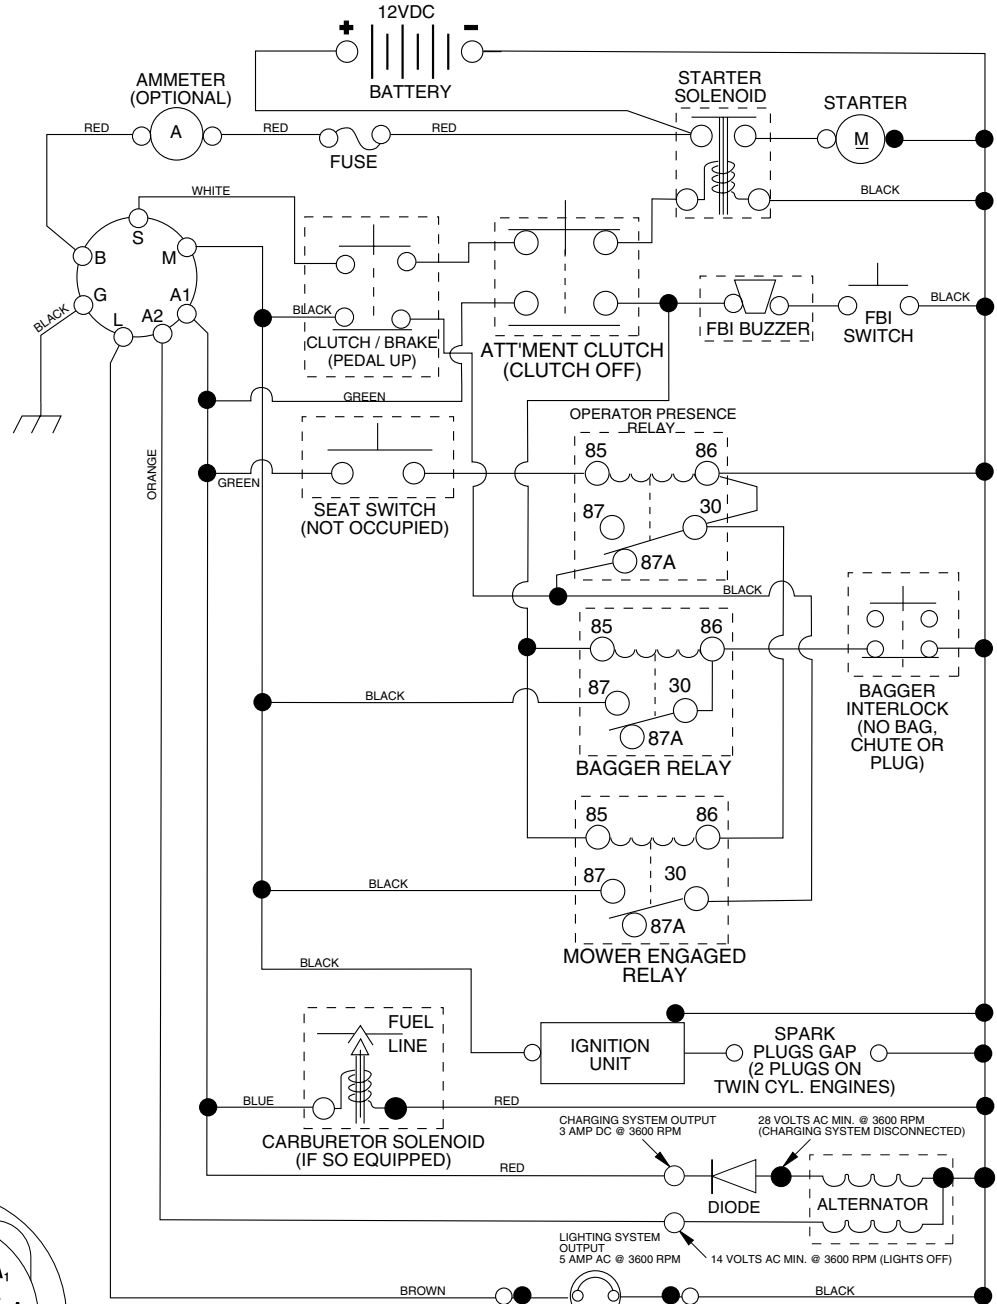 12VDC
+
-
BATTERY
AMMETER
(OPTIONAL)
STARTER
SOLENOID
STARTER
RED
A
RED
FUSE
RED
M
WHITE
BLACK
S
M
B
G
A1
A2
L
BLACK
BLACK
CLUTCH / BRAKE
(PEDAL UP)
ATT'MENT CLUTCH
(CLUTCH OFF)
FBI BUZZER
FBI
SWITCH
BLACK
GREEN
OPERATOR PRESENCE
RELAY
85
86
ORANGE
GREEN
SEAT SWITCH
(NOT OCCUPIED)
87
30
87A
BLACK
85
86
87
30
87A
BLACK
BAGGER RELAY
BAGGER
INTERLOCK
(NO BAG,
CHUTE OR
PLUG)
85
86
87
30
87A
BLACK
MOWER ENGAGED
RELAY
BLACK
FUEL
LINE
IGNITION
UNIT
SPARK
PLUGS GAP
(2 PLUGS ON
TWIN CYL. ENGINES)
BLUE
RED
CARBURETOR SOLENOID
(IF SO EQUIPPED)
CHARGING SYSTEM OUTPUT
3 AMP DC @ 3600 RPM
28 VOLTS AC MIN. @ 3600 RPM
(CHARGING SYSTEM DISCONNECTED)
RED
DIODE
ALTERNATOR
LIGHTING SYSTEM
OUTPUT
5 AMP AC @ 3600 RPM
14 VOLTS AC MIN. @ 3600 RPM (LIGHTS OFF)
BROWN
BLACK